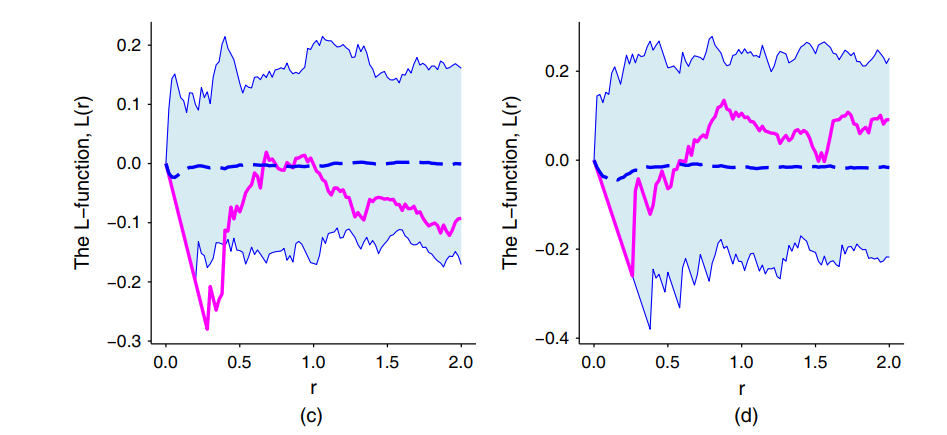 The L–function, L(r)
0.2
0.1
0.0
−0.1
−0.2
−0.3
0.0 0.5 1.0 1.5 2.0
r
(c)
The L–function, L(r)
0.2
0.0
−0.2
−0.4
0.0 0.5 1.0 1.5 2.0
r
(d)